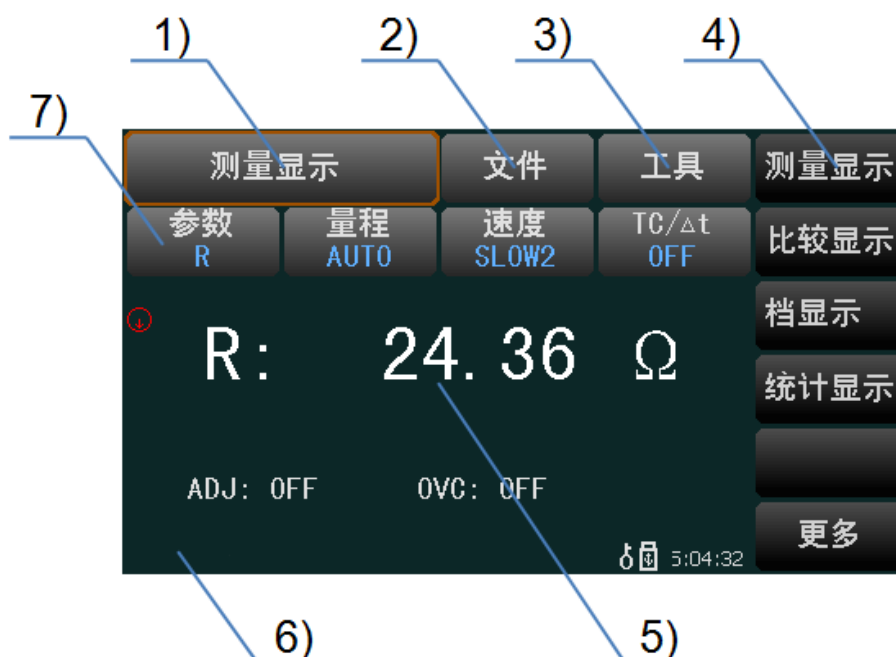 1)
2)
3)
4)
7)
测量显示 文件 工具 测量显示
参数 量程 速度 TC/△t 比较显示
R AUTO SLOW2 OFF
档显示
R: 24.36 Ω
统计显示
ADJ: OFF OVC: OFF
更多
5:04:32
6)
5)